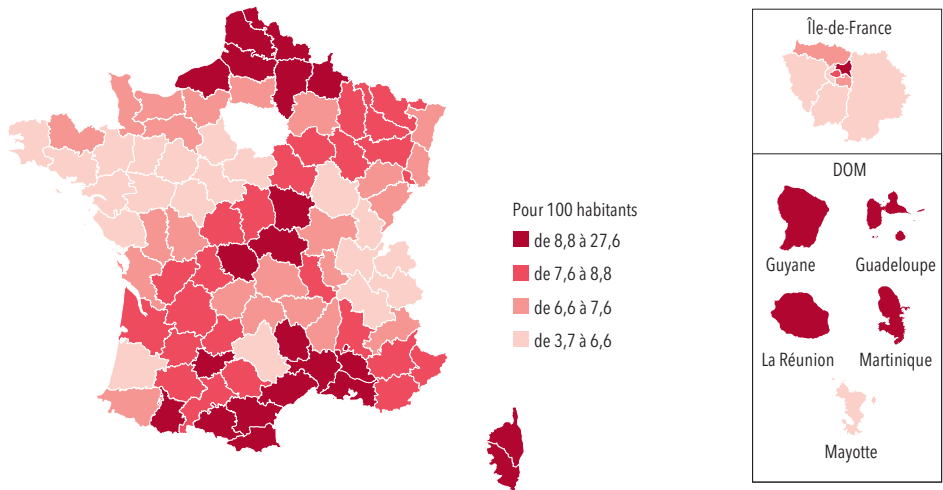 Île-de-France
DOM
Pour 100 habitants
de 8,8 à 27,6
de 7,6 à 8,8
de 6,6 à 7,6
de 3,7 à 6,6
Guyane
Guadeloupe
La Réunion
Martinique
Mayotte